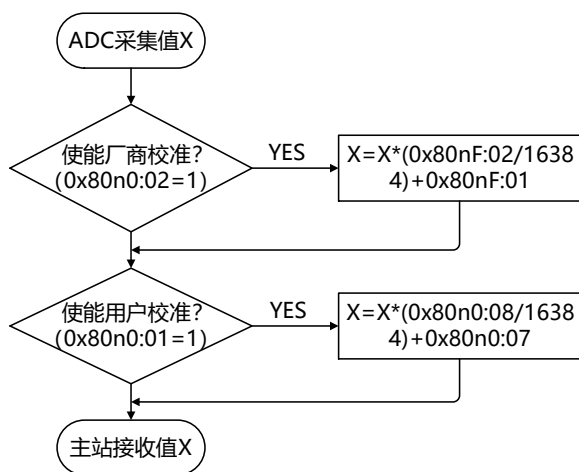 ADC采集值X
使能厂商校准?
(0x80n0:02=1)
YES
X=X*(0x80nF:02/1638
4)+0x80nF:01
使能用户校准?
(0x80n0:01=1)
YES
X=X*(0x80n0:08/1638
4)+0x80n0:07
主站接收值X